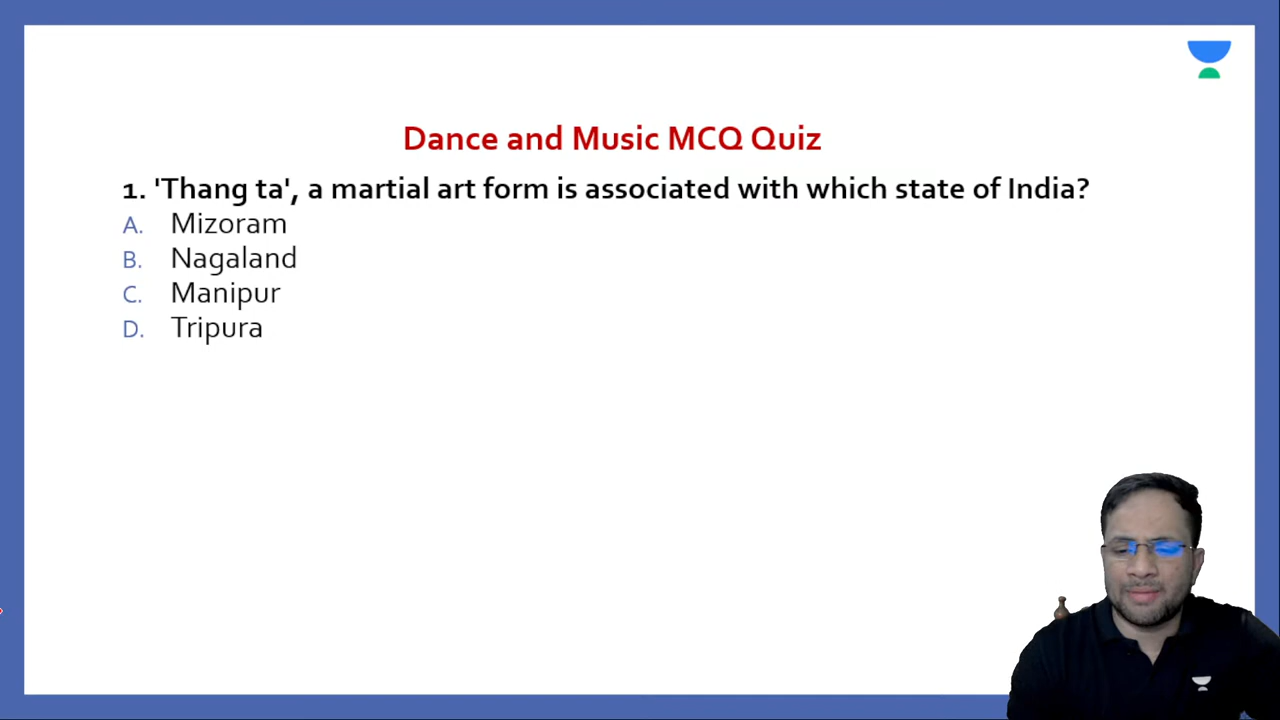 Dance and Music MCQ Quiz
1. 'Thang ta', a martial art form is associated with which state of India?
A. Mizoram
B. Nagaland
C. Manipur
D. Tripura